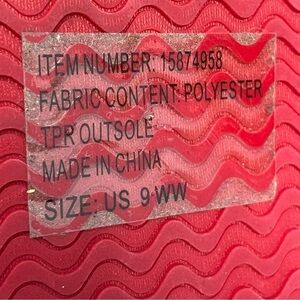 ITEM NUMBER: 15874958
FABRIC CONTENT: POLYESTER
TPR OUTSOLE
MADE IN CHINA
SIZE: US 9 WW